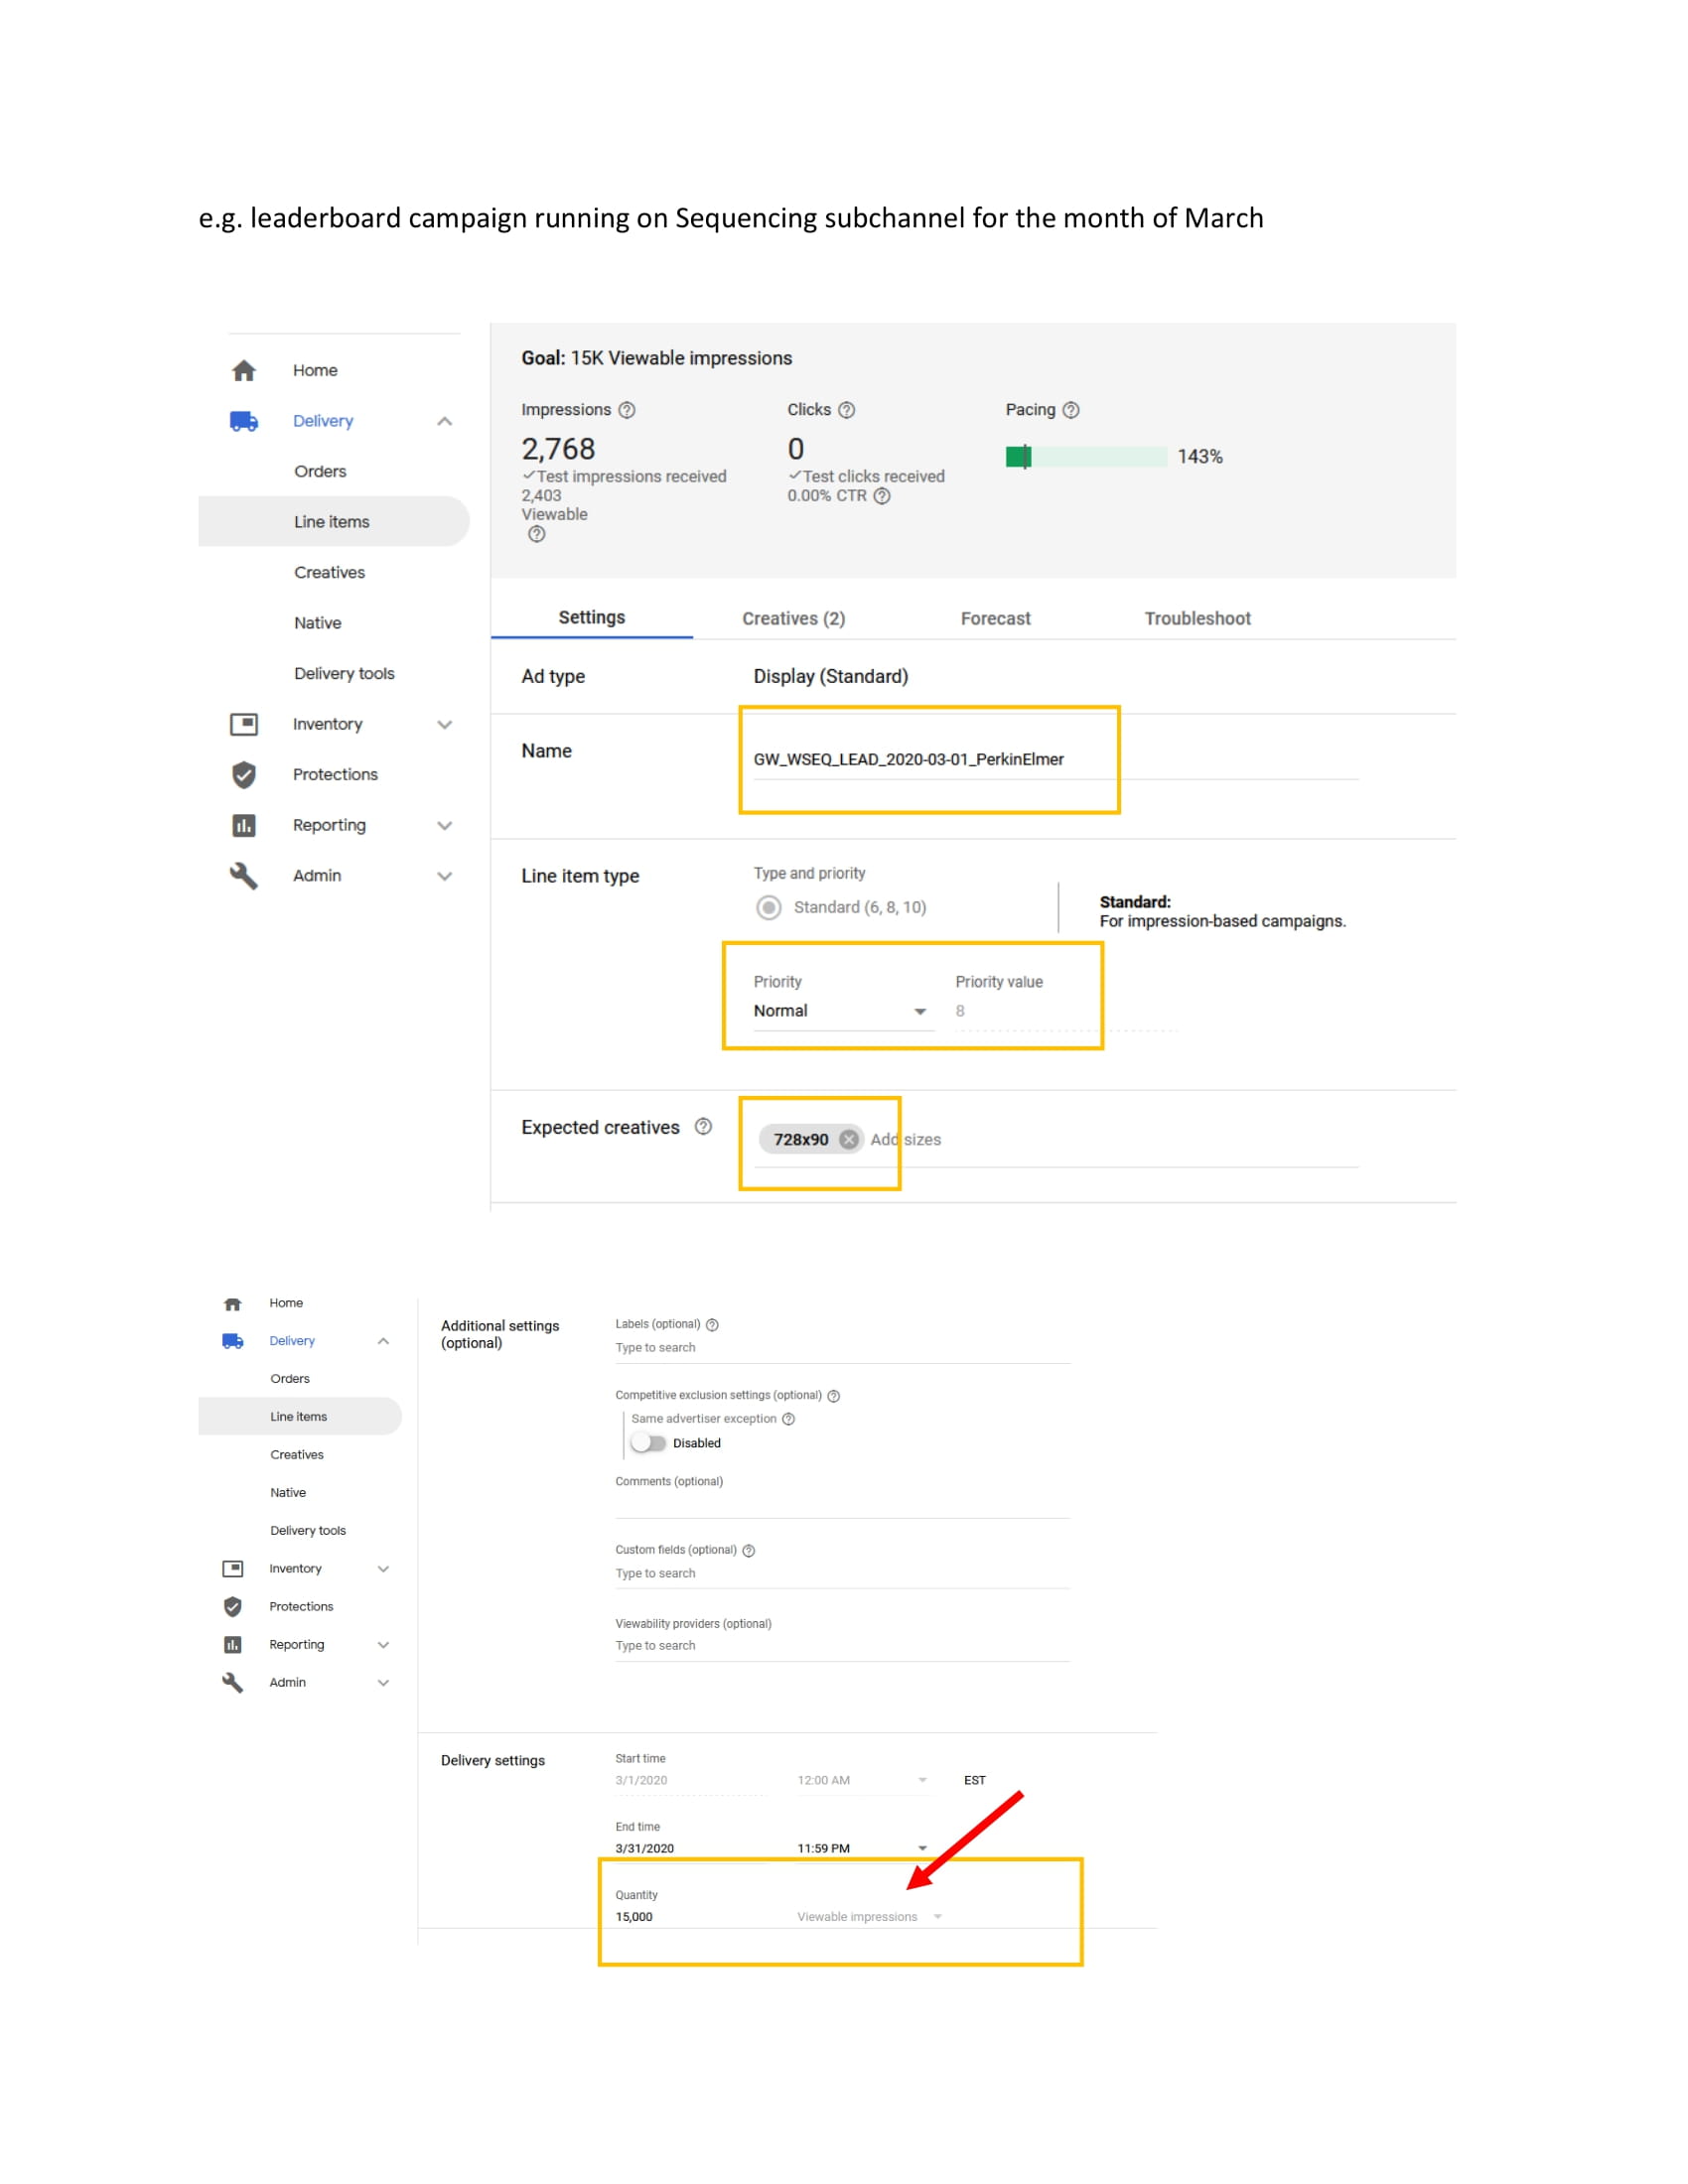 e.g. leaderboard campaign running on Sequencing subchannel for the month of March
Home
Delivery
Orders
Line items
Creatives
Native
Delivery tools
Inventory
Protections
Reporting
Admin
Goal: 15K Viewable impressions
Impressions
2,768
Test impressions received
2,403
Viewable
Clicks
0
Test clicks received
0.00% CTR
Pacing
143%
Settings Creatives (2) Forecast Troubleshoot
Ad type Display (Standard)
Name GW_WSEQ_LEAD_2020-03-01_PerkinElmer
Line item type
Type and priority
Standard (6, 8, 10)
Standard:
For impression-based campaigns.
Priority Priority value
Normal 8
Expected creatives 728x90 Add sizes
Home
Delivery
Orders
Line items
Creatives
Native
Delivery tools
Inventory
Protections
Reporting
Admin
Additional settings
(optional)
Labels (optional)
Type to search
Competitive exclusion settings (optional)
Same advertiser exception
Disabled
Comments (optional)
Custom fields (optional)
Type to search
Viewability providers (optional)
Type to search
Delivery settings
Start time
3/1/2020 12:00 AM EST
End time
3/31/2020 11:59 PM
Quantity
15,000 Viewable impressions